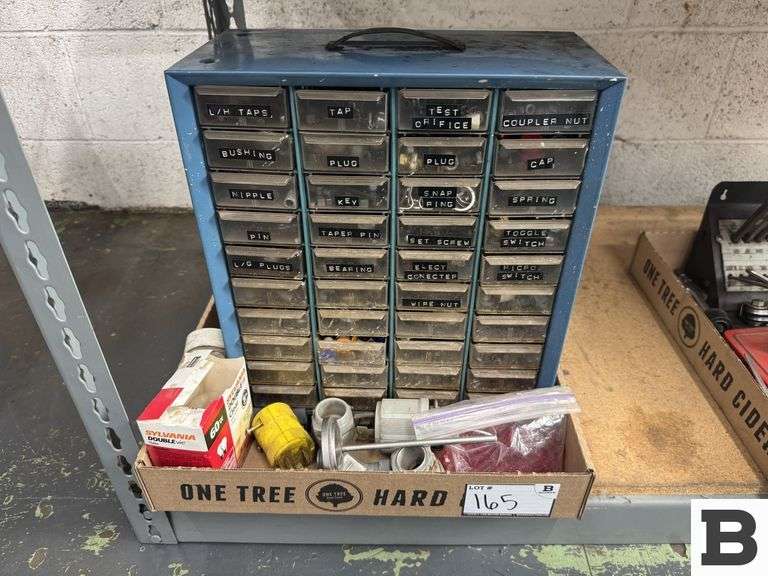 L/H TAPS
TAP
TEST
ORIFICE
COUPLER NUT
BUSHING
PLUG
PLUG
CAP
NIPPLE
KEY
SNAP
RING
SPRING
PIN
TAPER PIN
SET SCREW
TOGGLE
SWITCH
L/G PLUGS
BEARING
ELECT
CONECTER
MICRO
SWITCH
WIRE NUT
SYLVANIA
DOUBLE
60
ONE TREE HARD
LOT #
165
B
ONE TREE HARD CIDER
B